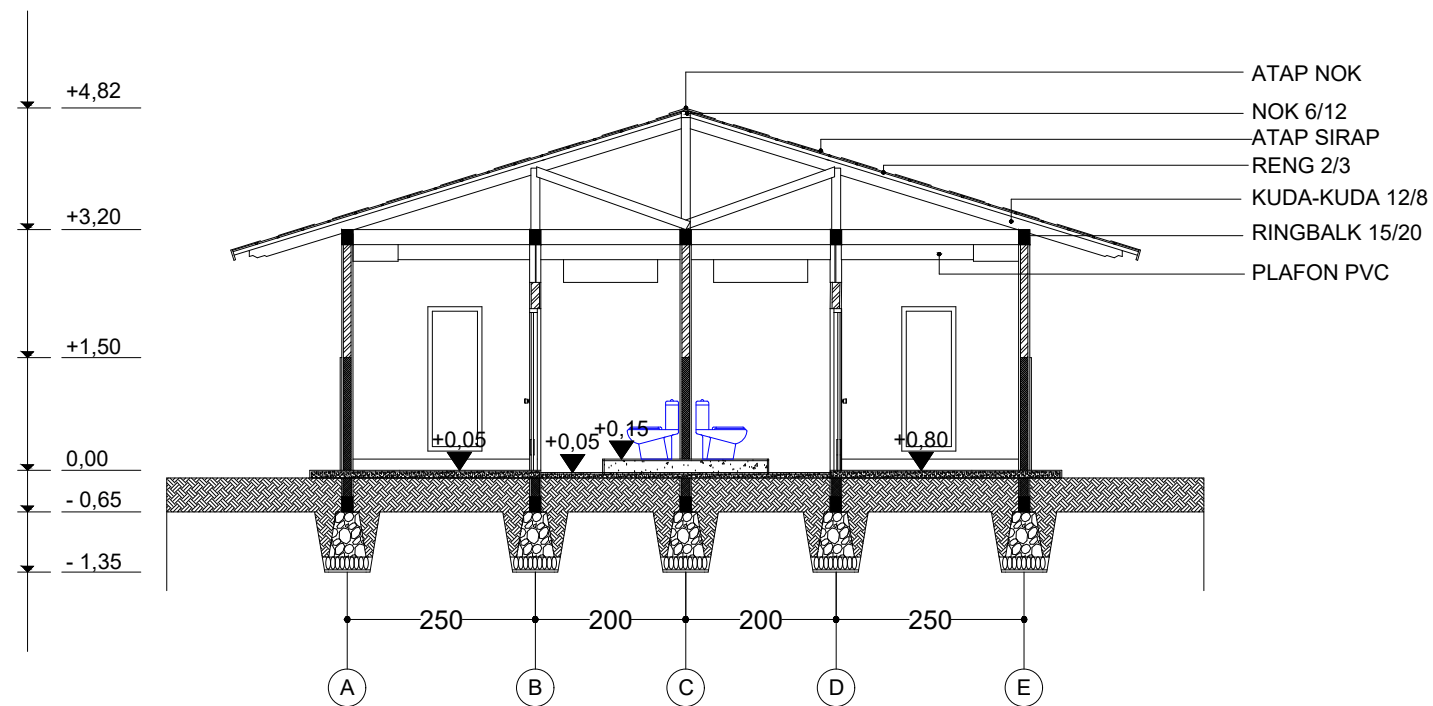 +4,82
+3,20
+1,50
0,00
- 0,65
- 1,35
ATAP NOK
NOK 6/12
ATAP SIRAP
RENG 2/3
KUDA-KUDA 12/8
RINGBALK 15/20
PLAFON PVC
+0,05
+0,05
+0,15
+0,80
250
200
200
250
A
B
C
D
E